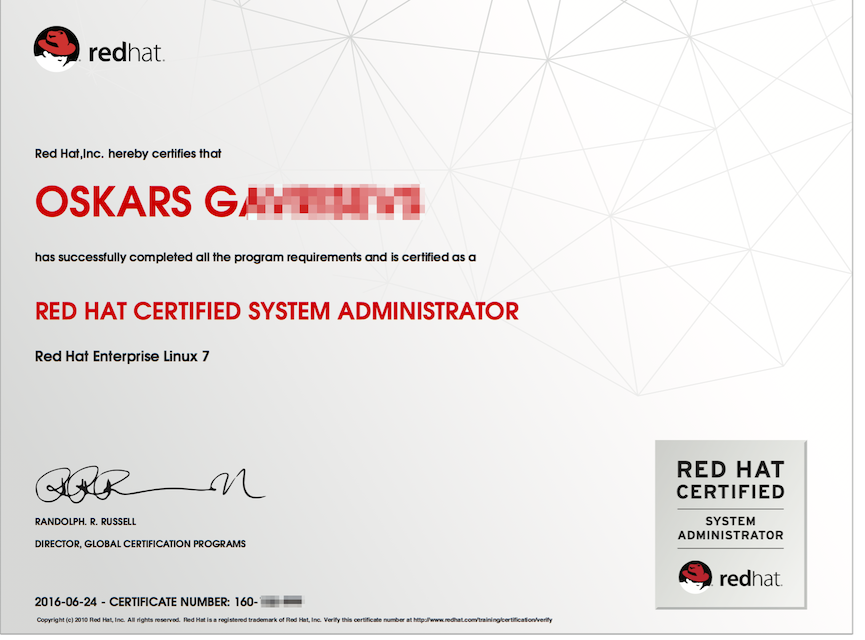 redhat.
Red Hat,Inc. hereby certifies that
OSKARS
has successfully completed all the program requirements and is certified as a
RED HAT CERTIFIED SYSTEM ADMINISTRATOR
Red Hat Enterprise Linux 7
RANDOLPH. R. RUSSELL
DIRECTOR, GLOBAL CERTIFICATION PROGRAMS
2016-06-24 - CERTIFICATE NUMBER: 160-
Copyright (c) 2010 Red Hat, Inc. All rights reserved. Red Hat is a registered trademark of Red Hat, Inc. Verify this certificate number at http://www.redhat.com/training/certification/verify
RED HAT
CERTIFIED
SYSTEM
ADMINISTRATOR
redhat.